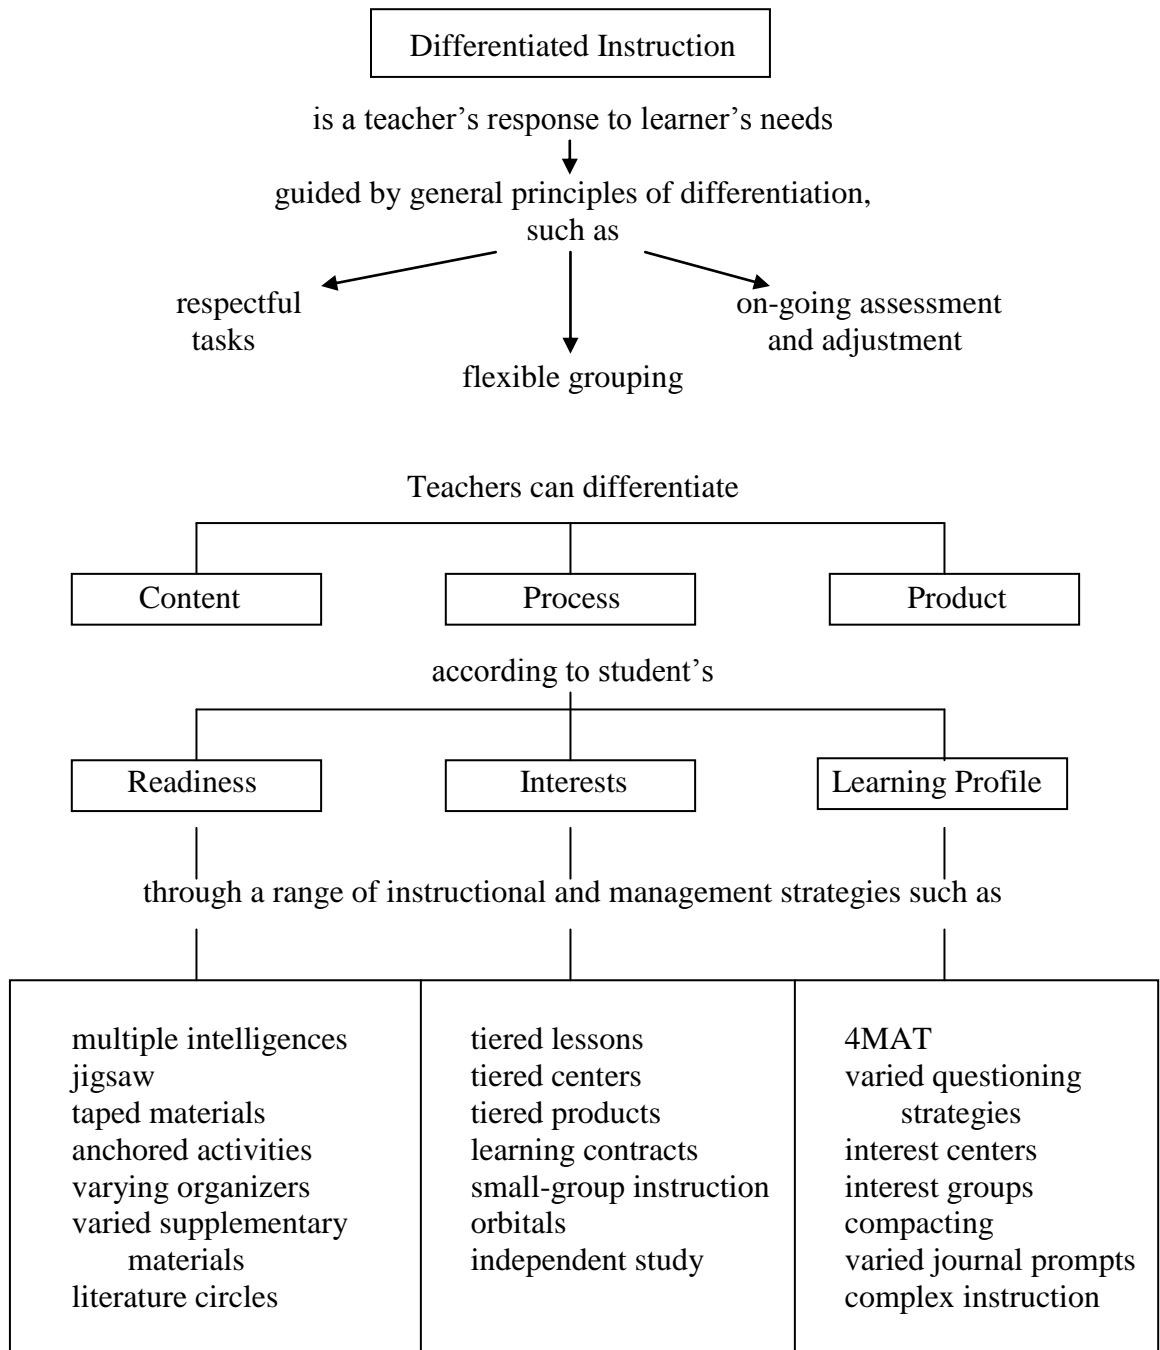 Differentiated Instruction
is a teacher’s response to learner’s needs
guided by general principles of differentiation,
such as
respectful
tasks
on-going assessment
and adjustment
flexible grouping
Teachers can differentiate
Content
Process
Product
according to student’s
Readiness
Interests
Learning Profile
through a range of instructional and management strategies such as
multiple intelligences
jigsaw
taped materials
anchored activities
varying organizers
varied supplementary
materials
literature circles
tiered lessons
tiered centers
tiered products
learning contracts
small-group instruction
orbitals
independent study
4MAT
varied questioning
strategies
interest centers
interest groups
compacting
varied journal prompts
complex instruction